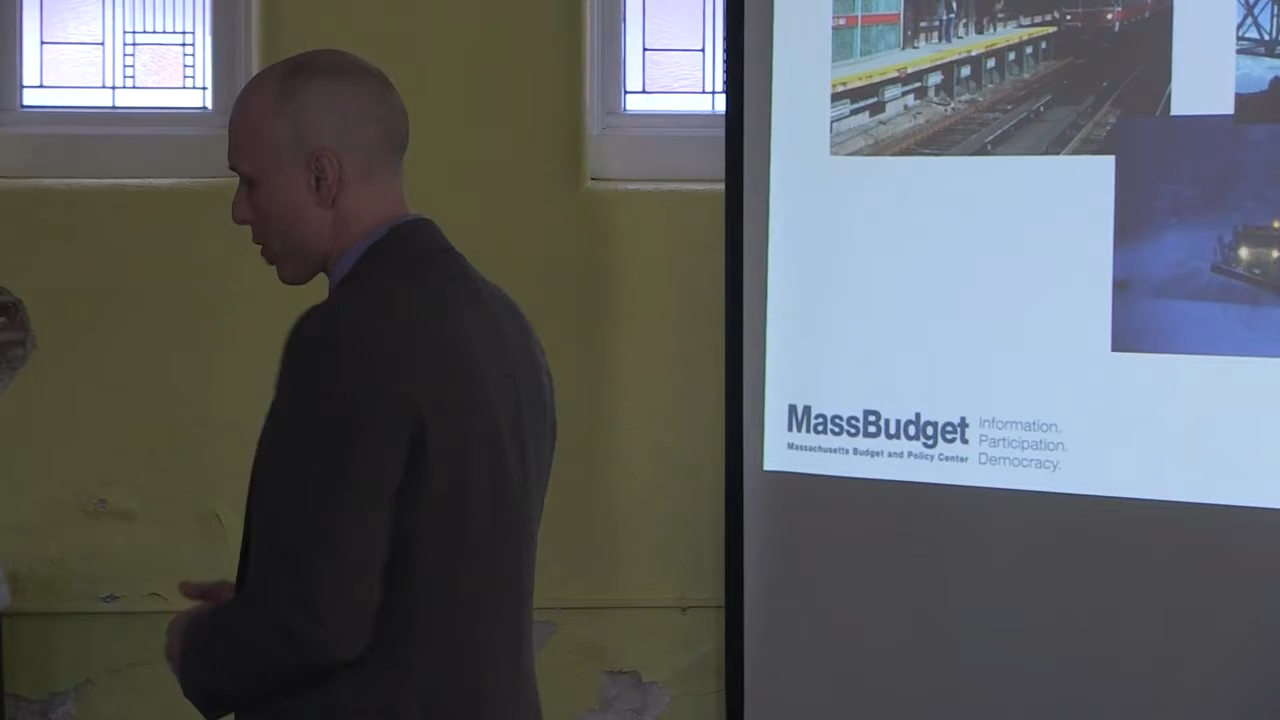 MassBudget
Massachusetts Budget and Policy Center
Information.
Participation.
Democracy.